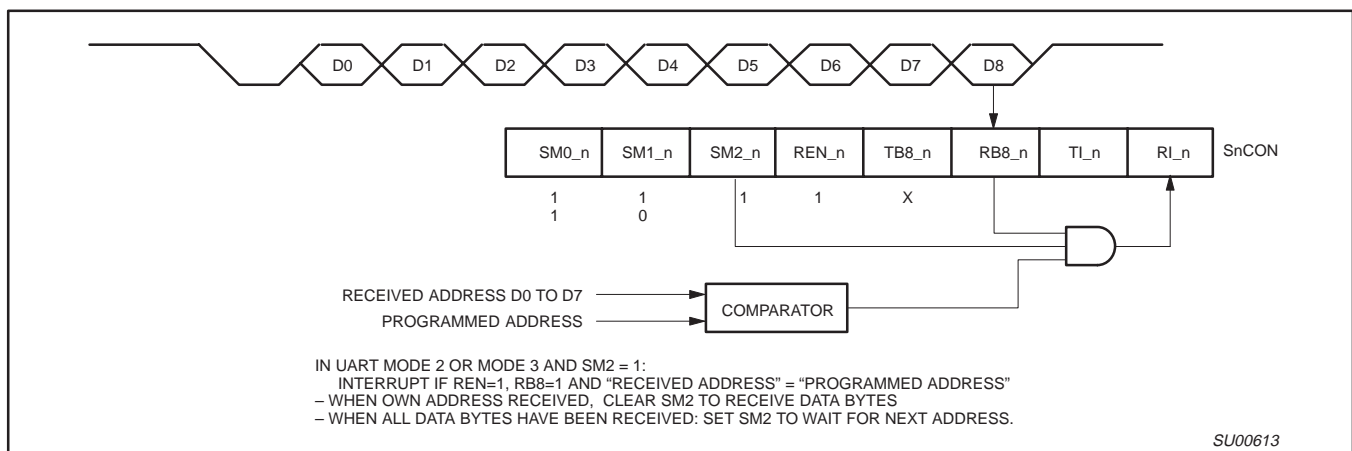 D0 D1 D2 D3 D4 D5 D6 D7 D8
SM0_n SM1_n SM2_n REN_n TB8_n RB8_n TI_n RI_n SnCON
1 1 1 1 X
1 0
RECEIVED ADDRESS D0 TO D7
PROGRAMMED ADDRESS
COMPARATOR
IN UART MODE 2 OR MODE 3 AND SM2 = 1:
INTERRUPT IF REN=1, RB8=1 AND “RECEIVED ADDRESS” = “PROGRAMMED ADDRESS”
– WHEN OWN ADDRESS RECEIVED, CLEAR SM2 TO RECEIVE DATA BYTES
– WHEN ALL DATA BYTES HAVE BEEN RECEIVED: SET SM2 TO WAIT FOR NEXT ADDRESS.
SU00613